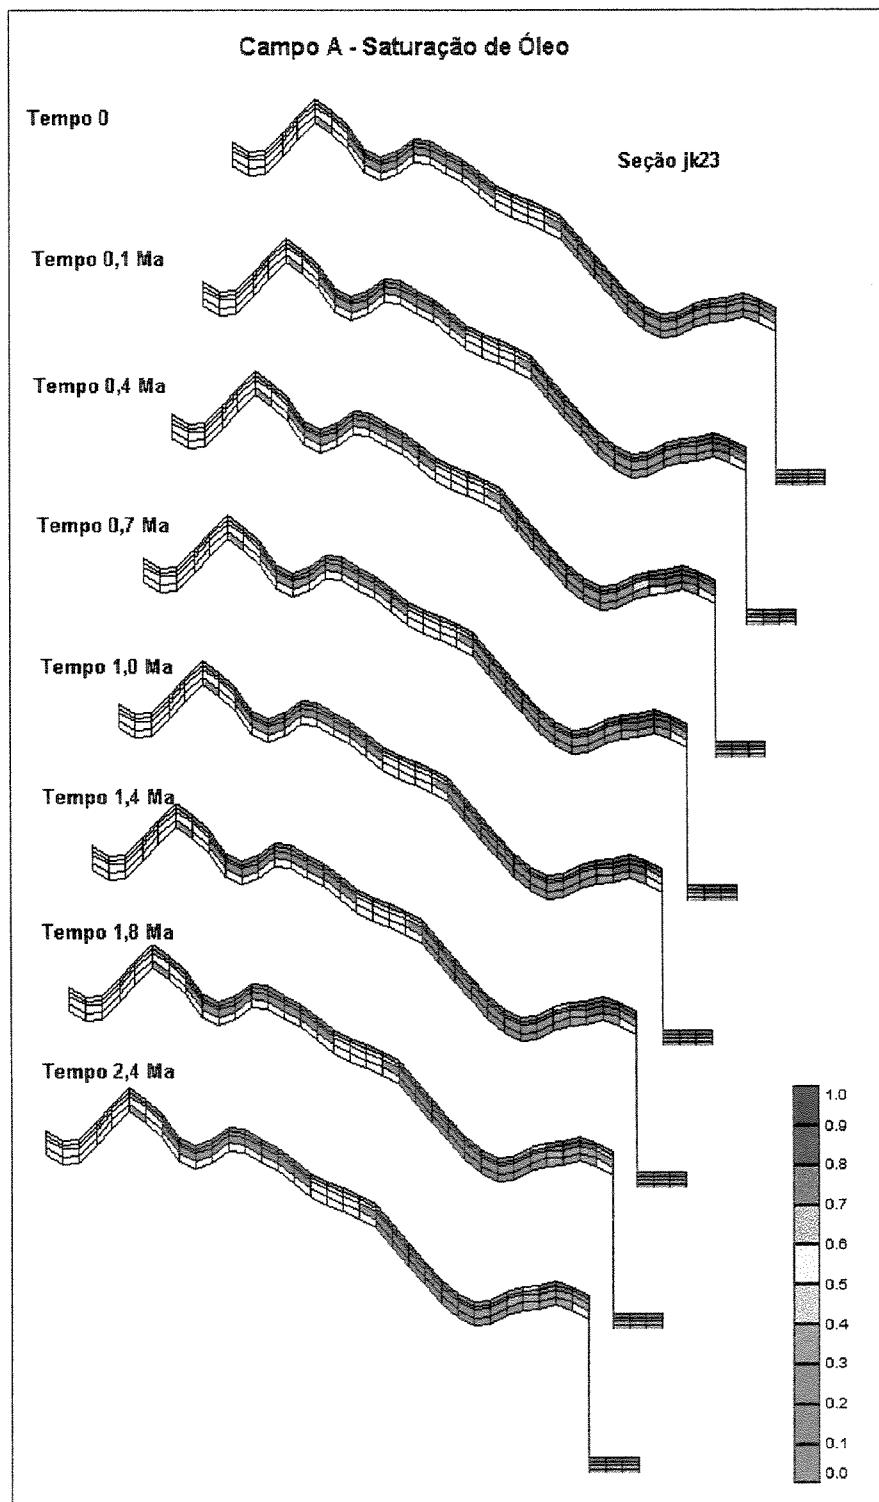 Campo A - Saturação de Óleo
Tempo 0
Seção jk23
Tempo 0,1 Ma
Tempo 0,4 Ma
Tempo 0,7 Ma
Tempo 1,0 Ma
Tempo 1,4 Ma
Tempo 1,8 Ma
Tempo 2,4 Ma
1.0
0.9
0.8
0.7
0.6
0.5
0.4
0.3
0.2
0.1
0.0